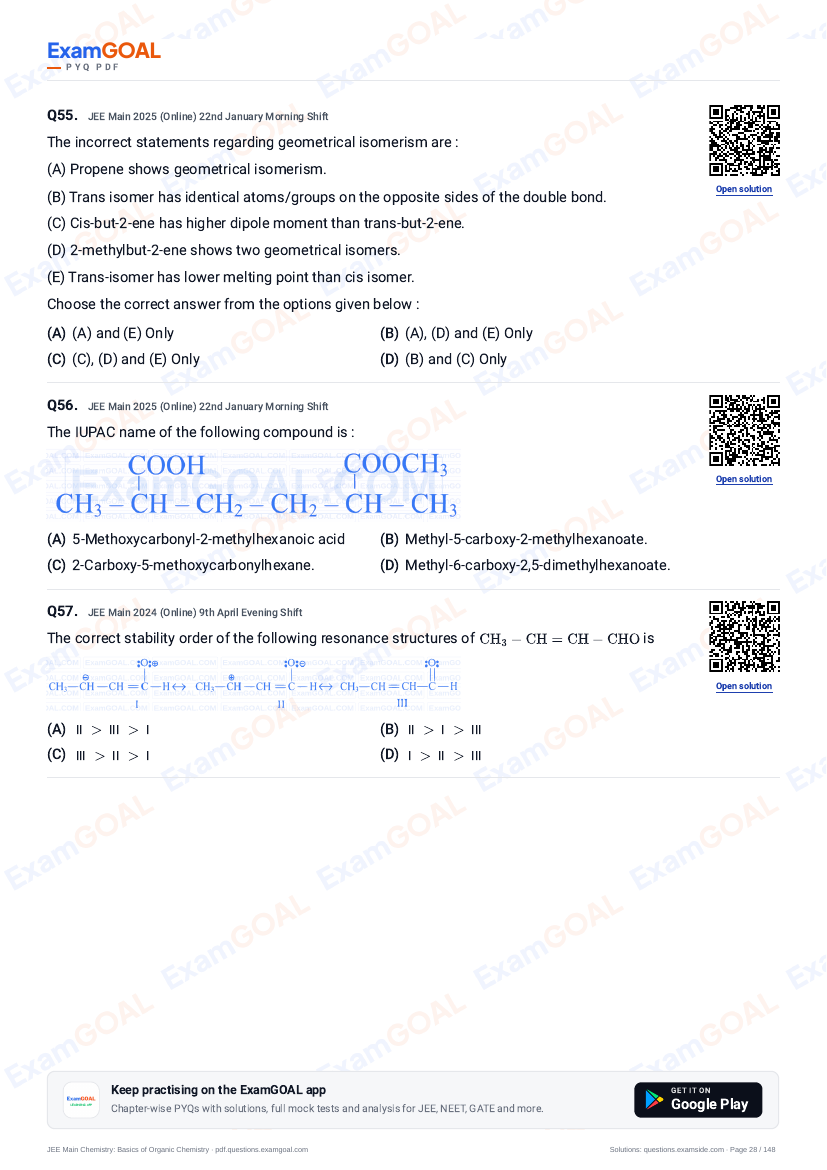 ExamGOAL
PYQ PDF
Q55. JEE Main 2025 (Online) 22nd January Morning Shift
The incorrect statements regarding geometrical isomerism are :
(A) Propene shows geometrical isomerism.
(B) Trans isomer has identical atoms/groups on the opposite sides of the double bond.
(C) Cis-but-2-ene has higher dipole moment than trans-but-2-ene.
(D) 2-methylbut-2-ene shows two geometrical isomers.
(E) Trans-isomer has lower melting point than cis isomer.
Choose the correct answer from the options given below :
(A) (A) and (E) Only (B) (A), (D) and (E) Only
(C) (C), (D) and (E) Only (D) (B) and (C) Only
Open solution
Q56. JEE Main 2025 (Online) 22nd January Morning Shift
The IUPAC name of the following compound is :
COOH COOCH₃
CH₃ – CH – CH₂ – CH₂ – CH – CH₃
(A) 5-Methoxycarbonyl-2-methylhexanoic acid (B) Methyl-5-carboxy-2-methylhexanoate.
(C) 2-Carboxy-5-methoxycarbonylhexane. (D) Methyl-6-carboxy-2,5-dimethylhexanoate.
Open solution
Q57. JEE Main 2024 (Online) 9th April Evening Shift
The correct stability order of the following resonance structures of CH₃ − CH = CH − CHO is
:O:⊕ :O:⊖ :O:
CH₃—CH⊖—CH=C—H ↔ CH₃—CH⊕—CH=C—H ↔ CH₃—CH=CH—C—H
I II III
(A) II > III > I (B) II > I > III
(C) III > II > I (D) I > II > III
Open solution
Keep practising on the ExamGOAL app
Chapter-wise PYQs with solutions, full mock tests and analysis for JEE, NEET, GATE and more.
GET IT ON
Google Play
JEE Main Chemistry: Basics of Organic Chemistry · pdf.questions.examgoal.com
Solutions: questions.examside.com · Page 28 / 148